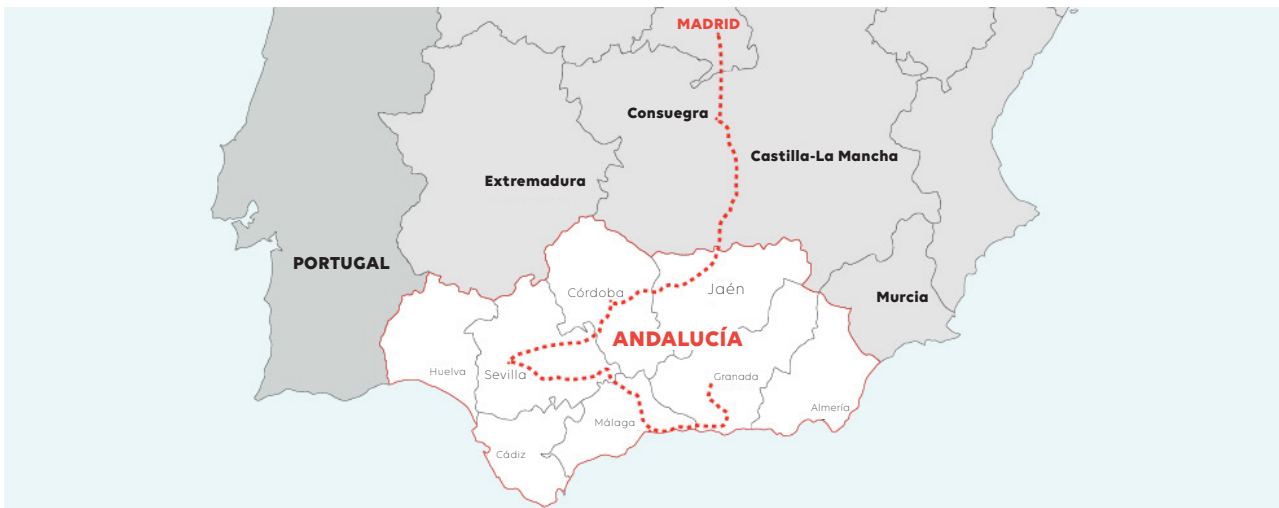 MADRID
Consuegra
Castilla-La Mancha
Extremadura
PORTUGAL
Jaén
Córdoba
Murcia
ANDALUCÍA
Huelva
Sevilla
Granada
Almería
Málaga
Cádiz